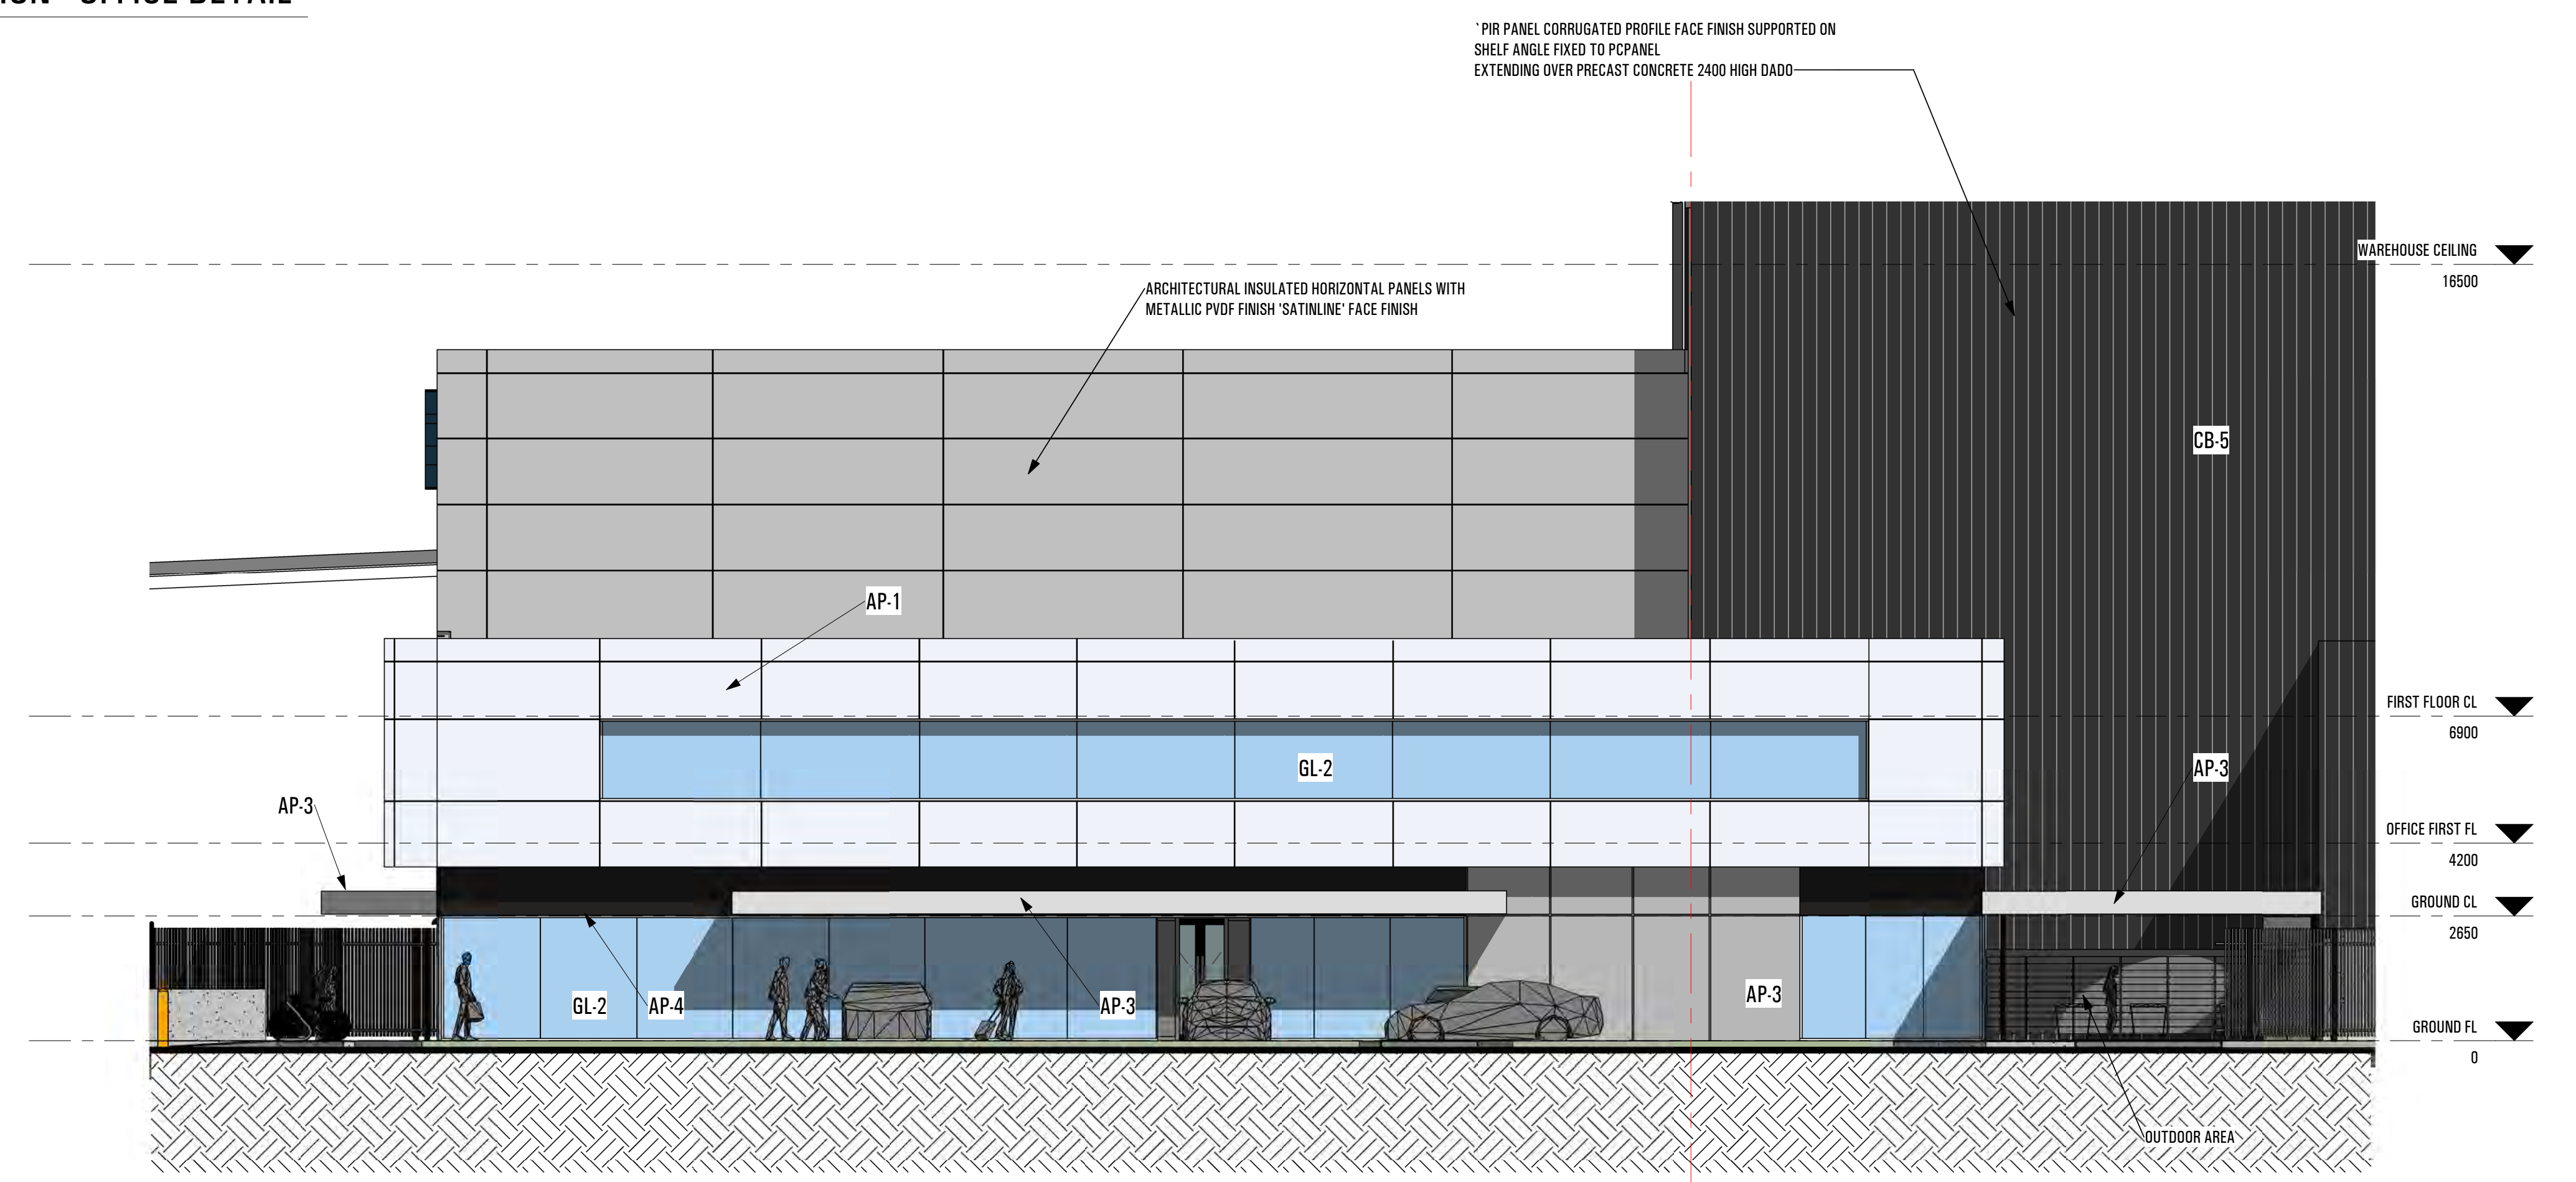 OFFICE DETAIL
`PIR PANEL CORRUGATED PROFILE FACE FINISH SUPPORTED ON
SHELF ANGLE FIXED TO PCPANEL
EXTENDING OVER PRECAST CONCRETE 2400 HIGH DADO
WAREHOUSE CEILING
16500
ARCHITECTURAL INSULATED HORIZONTAL PANELS WITH
METALLIC PVDF FINISH 'SATINLINE' FACE FINISH
CB-5
AP-1
FIRST FLOOR CL
6900
GL-2
AP-3
AP-3
OFFICE FIRST FL
4200
GROUND CL
2650
GL-2
AP-4
AP-3
AP-3
GROUND FL
0
OUTDOOR AREA